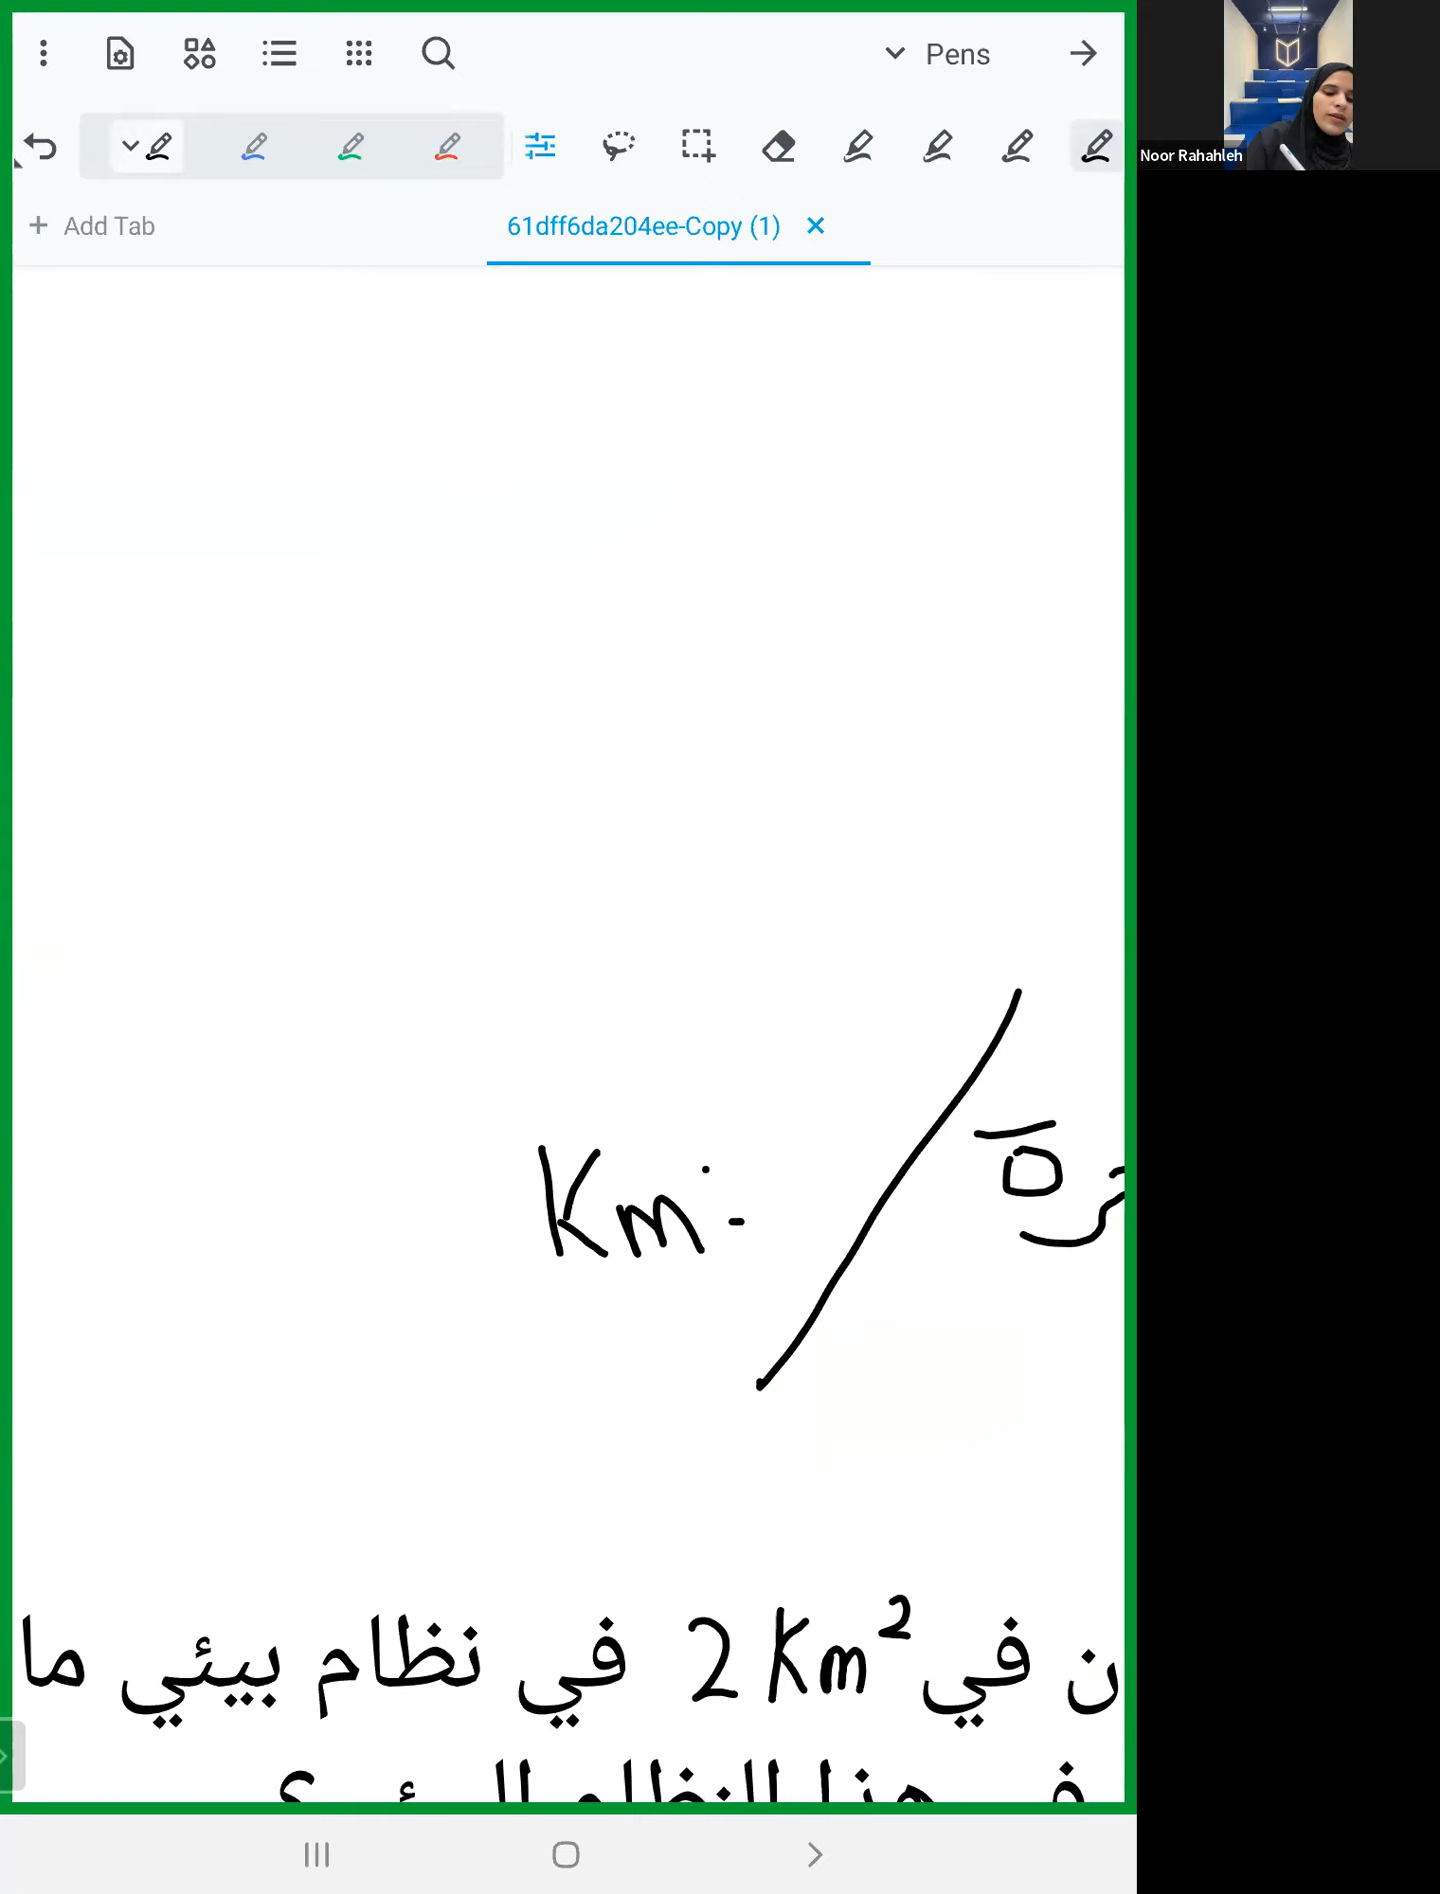 Pens
Noor Rahahleh
Add Tab
61dff6da204ee-Copy (1)
Km:
ن في 2 Km² في نظام بيئي ما